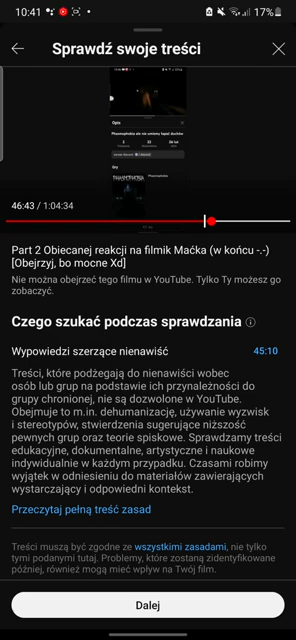 10:41
17%
Sprawdź swoje treści
Opis
Phasmophobia ale nie umiemy łapać duchów
Gry
Phasmophobia
46:43 / 1:04:34
Part 2 Obiecanej reakcji na filmik Maćka (w końcu -.-)
[Obejrzyj, bo mocne Xd]
Nie można obejrzeć tego filmu w YouTube. Tylko Ty możesz go
zobaczyć.
Czego szukać podczas sprawdzania
Wypowiedzi szerzące nienawiść 45:10
Treści, które podżegają do nienawiści wobec
osób lub grup na podstawie ich przynależności do
grupy chronionej, nie są dozwolone w YouTube.
Obejmuje to m.in. dehumanizację, używanie wyzwisk
i stereotypów, stwierdzenia sugerujące niższość
pewnych grup oraz teorie spiskowe. Sprawdzamy treści
edukacyjne, dokumentalne, artystyczne i naukowe
indywidualnie w każdym przypadku. Czasami robimy
wyjątek w odniesieniu do materiałów zawierających
wystarczający i odpowiedni kontekst.
Przeczytaj pełną treść zasad
Treści muszą być zgodne ze wszystkimi zasadami, nie tylko
tymi podanymi tutaj. Problemy, które zostaną zidentyfikowane
później, również mogą mieć wpływ na Twój film.
Dalej